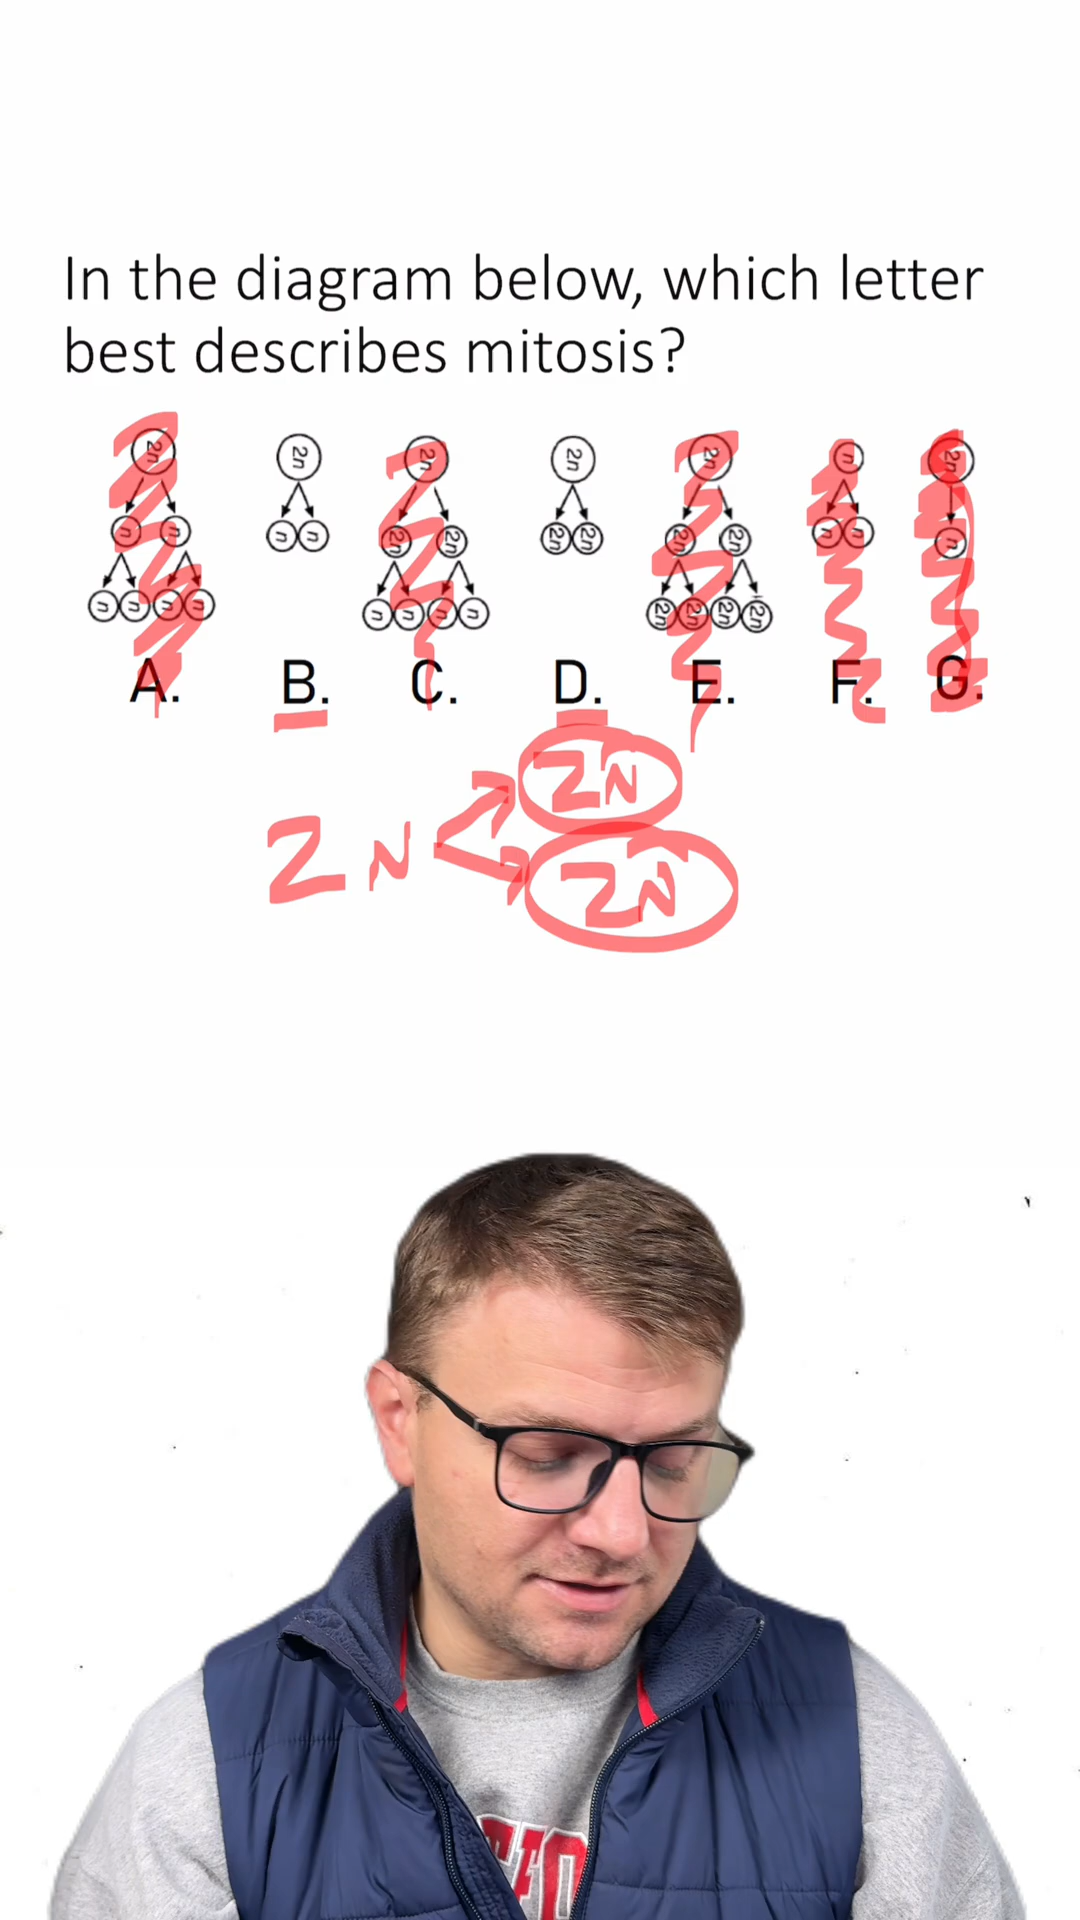 In the diagram below, which letter
best describes mitosis?
2n 2n 2n 2n 2n n 2n
n n n n 2n 2n 2n 2n 2n 2n n n n
n n n n n n n n 2n 2n 2n 2n
A. B. C. D. E. F. G.
2N
2N
2N